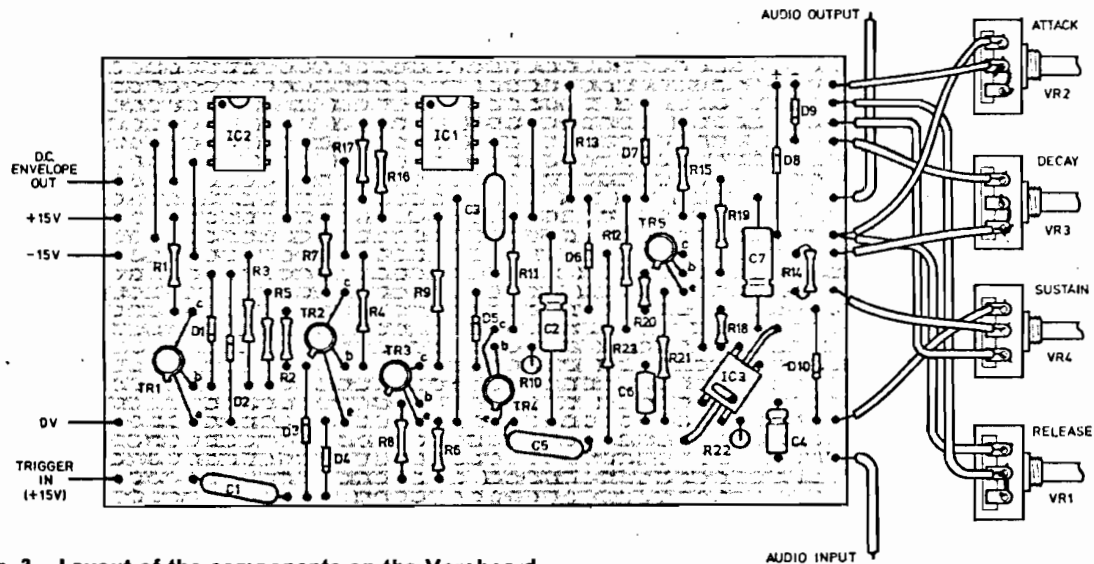 AUDIO OUTPUT
ATTACK
VR2
DECAY
VR3
SUSTAIN
VR4
RELEASE
VR1
AUDIO INPUT
D.C.
ENVELOPE
OUT
+15V
-15V
0V
TRIGGER
IN
(+15V)
IC2
IC1
R17
R16
R13
D7
R15
+
-
D9
D8
C3
R1
R3
R7
R5
D1
D2
R2
TR1
c
b
e
TR2
c
b
e
R4
D3
D4
C1
R9
TR3
c
b
e
R8
R6
D5
R11
c
b
e
TR4
C2
R10
C5
D6
R12
TR5
c
b
e
R19
C7
R14
R20
R23
R21
R18
C6
IC3
R22
C4
D10
Layout of the components on the Veroboard